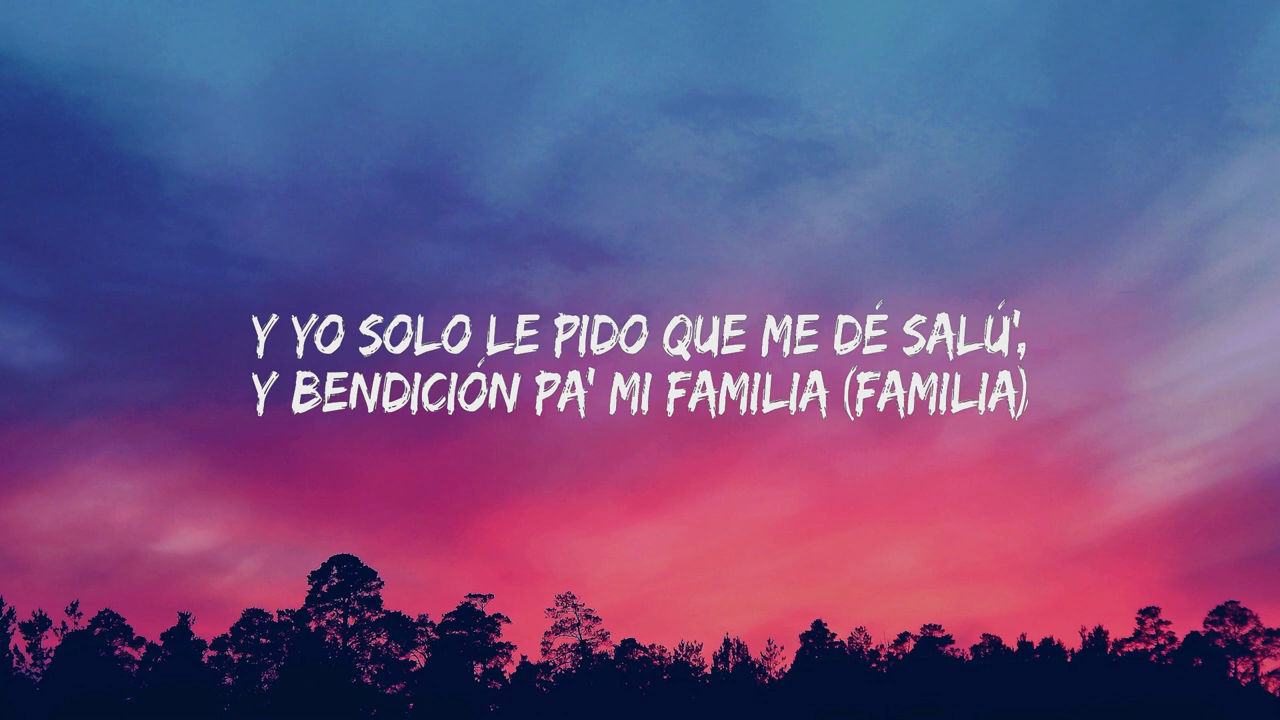 Y YO SOLO LE PIDO QUE ME DÉ SALÚ',
Y BENDICIÓN PA' MI FAMILIA (FAMILIA)